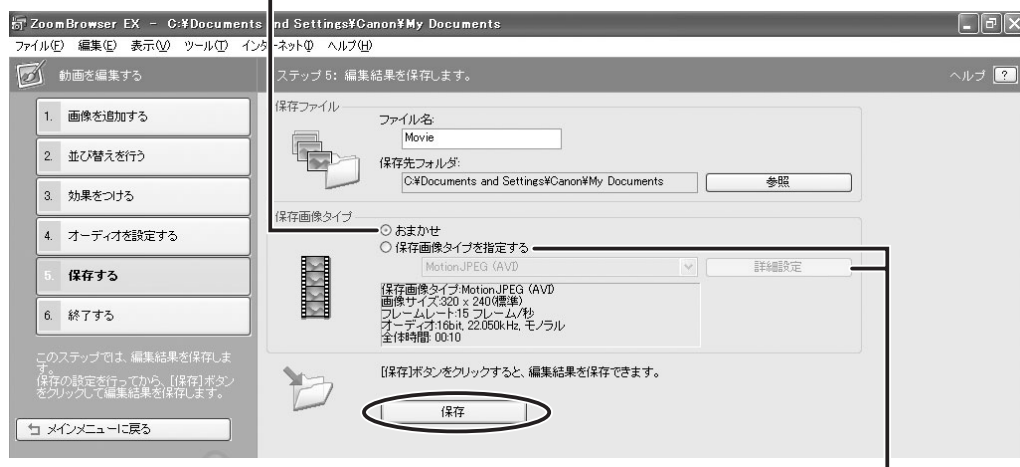 ZoomBrowser EX - C:¥Documents and Settings¥Canon¥My Documents
ファイル(F) 編集(E) 表示(V) ツール(T) インターネット(I) ヘルプ(H)
動画を編集する
ステップ 5: 編集結果を保存します。
ヘルプ ?
1. 画像を追加する
2. 並び替えを行う
3. 効果をつける
4. オーディオを設定する
5. 保存する
6. 終了する
このステップでは、編集結果を保存しま
す。
保存の設定を行ってから、[保存]ボタン
をクリックして編集結果を保存します。
メインメニューに戻る
保存ファイル
ファイル名:
Movie
保存先フォルダ:
C:¥Documents and Settings¥Canon¥My Documents
参照
保存画像タイプ
おまかせ
保存画像タイプを指定する
MotionJPEG (AVI)
詳細設定
保存画像タイプ:MotionJPEG (AVI)
画像サイズ:320 x 240(標準)
フレームレート:15 フレーム/秒
オーディオ:16bit, 22.050kHz, モノラル
全体時間: 00:10
[保存]ボタンをクリックすると、編集結果を保存できます。
保存